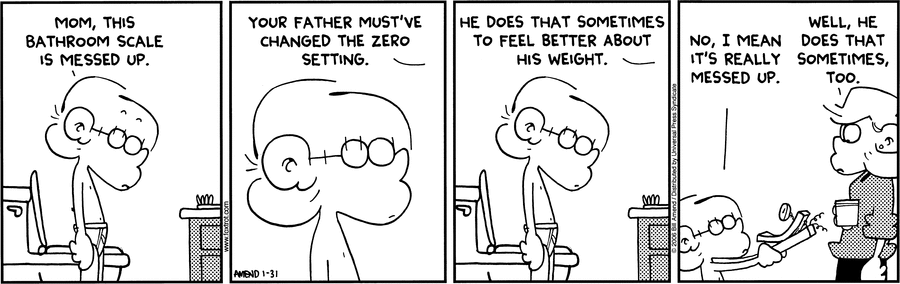 MOM, THIS
BATHROOM SCALE
IS MESSED UP.
www.foxtrot.com
YOUR FATHER MUST'VE
CHANGED THE ZERO
SETTING.
AMEND 1-31
HE DOES THAT SOMETIMES
TO FEEL BETTER ABOUT
HIS WEIGHT.
© 2006 Bill Amend / Distributed by Universal Press Syndicate
NO, I MEAN
IT'S REALLY
MESSED UP.
WELL, HE
DOES THAT
SOMETIMES,
TOO.